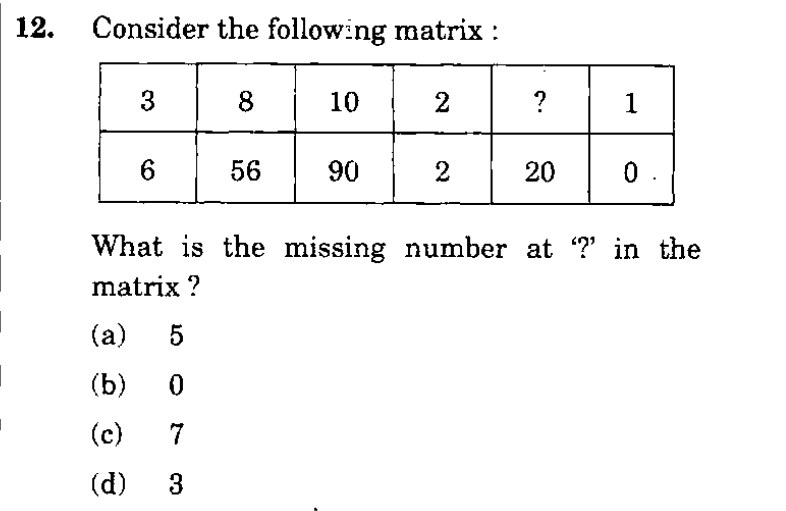 12. Consider the following matrix :
3 8 10 2 ? 1
6 56 90 2 20 0
What is the missing number at ‘?’ in the
matrix ?
(a) 5
(b) 0
(c) 7
(d) 3